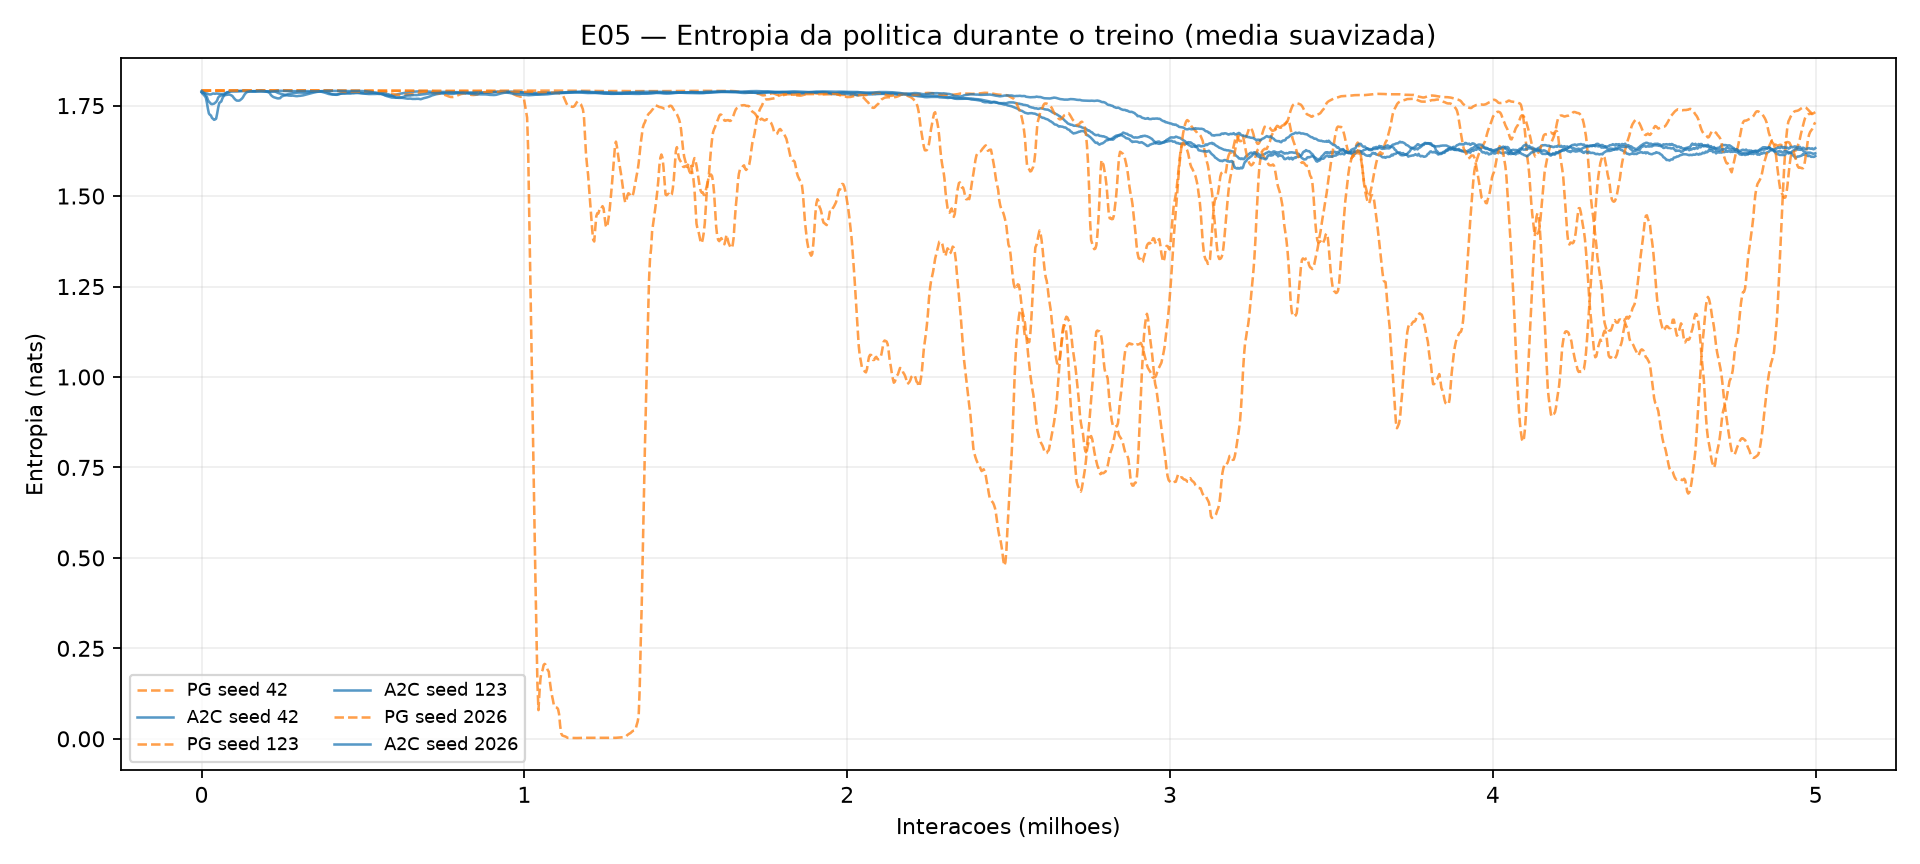 E05 — Entropia da politica durante o treino (media suavizada)
Entropia (nats)
1.75
1.50
1.25
1.00
0.75
0.50
0.25
0.00
PG seed 42
A2C seed 42
PG seed 123
A2C seed 123
PG seed 2026
A2C seed 2026
0 1 2 3 4 5
Interacoes (milhoes)